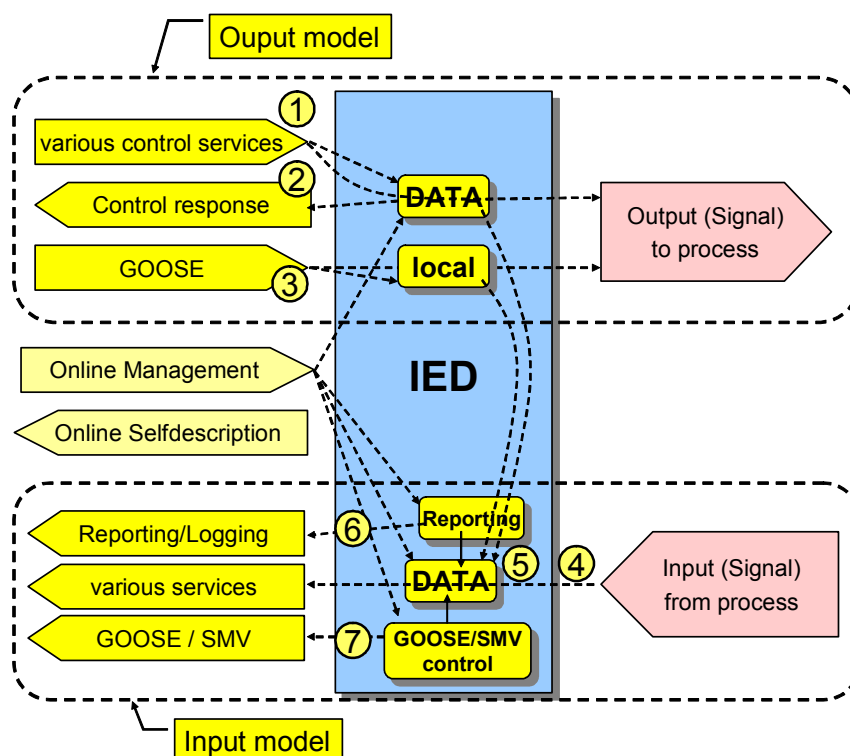 Ouput model
1
various control services
2
DATA
Control response
Output (Signal)
to process
GOOSE
3
local
Online Management
IED
Online Selfdescription
Reporting/Logging
6
Reporting
various services
DATA
5
4
Input (Signal)
from process
GOOSE / SMV
7
GOOSE/SMV
control
Input model